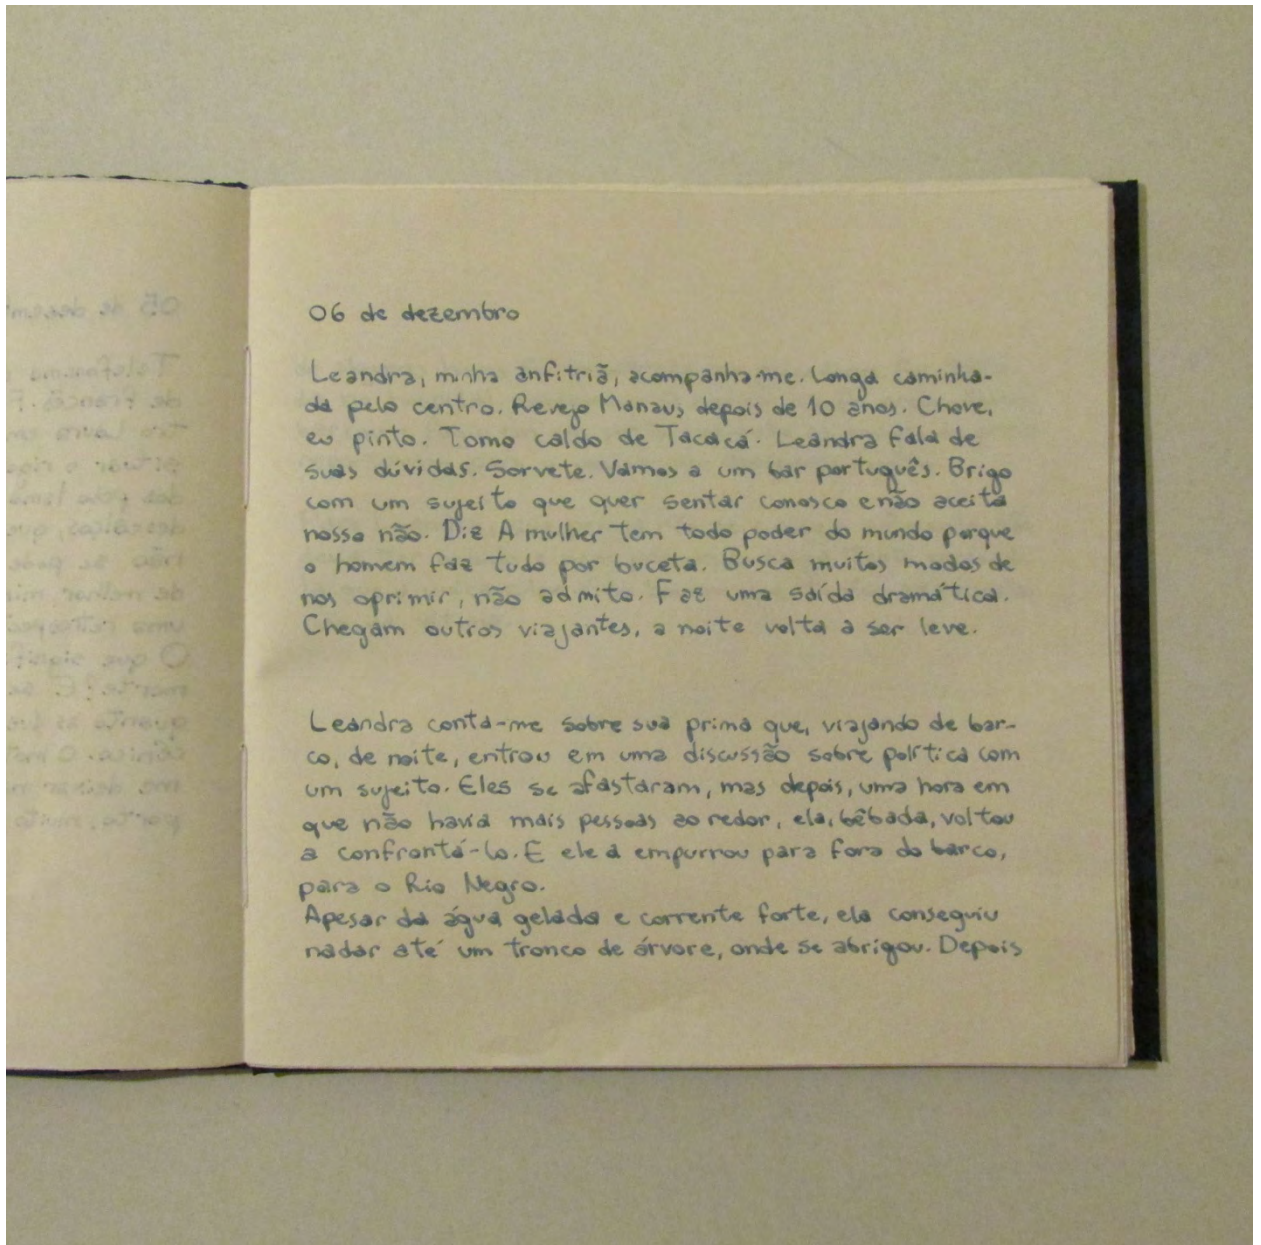 06 de dezembro
Leandra, minha anfitriã, acompanha-me. Longa caminha-
da pelo centro. Revejo Manaus depois de 10 anos. Chove,
eu pinto. Tomo caldo de Tacacá. Leandra fala de
suas dúvidas. Sorvete. Vamos a um bar português. Brigo
com um sujeito que quer sentar conosco e não aceita
nosso não. Diz A mulher tem todo poder do mundo porque
o homem faz tudo por buceta. Busca muitos modos de
nos oprimir, não admito. Faz uma saída dramática.
Chegam outros viajantes, a noite volta a ser leve.
Leandra conta-me sobre sua prima que, viajando de bar-
co, de noite, entrou em uma discussão sobre política com
um sujeito. Eles se afastaram, mas depois, uma hora em
que não havia mais pessoas ao redor, ela, bêbada, voltou
a confrontá-lo. E ele a empurrou para fora do barco,
para o Rio Negro.
Apesar da água gelada e corrente forte, ela conseguiu
nadar até um tronco de árvore, onde se abrigou. Depois